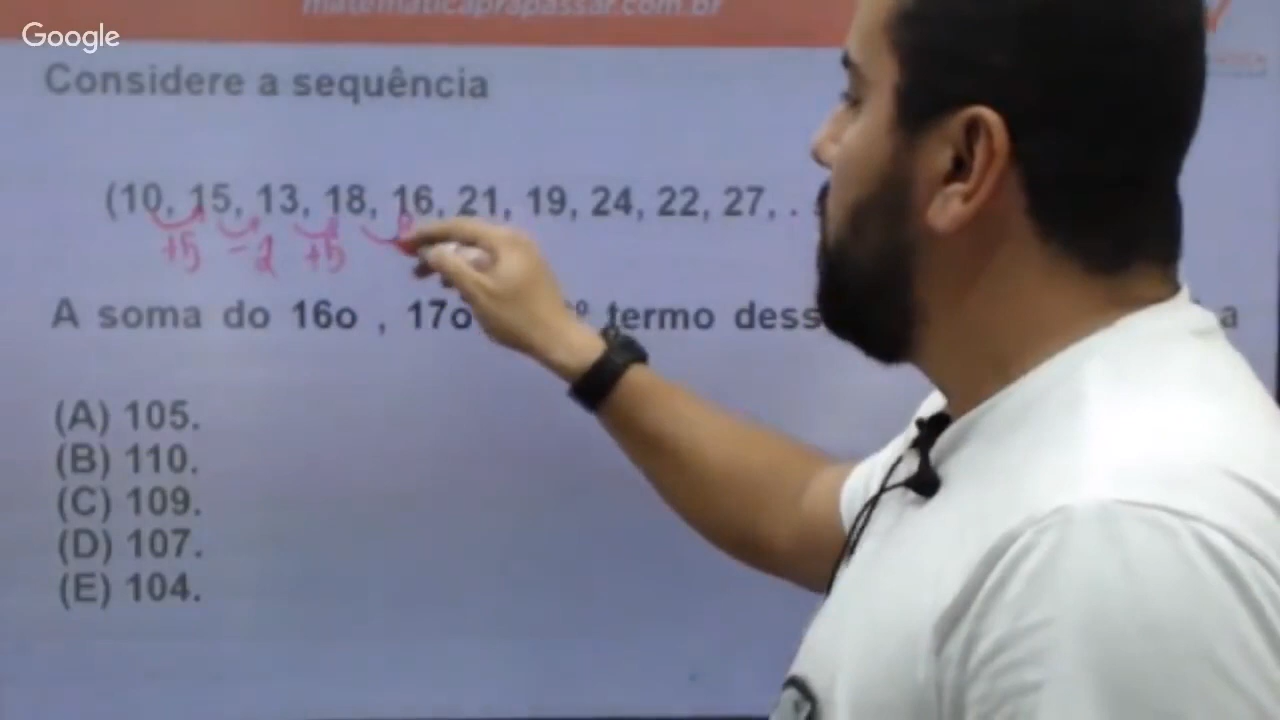 matematicaprapassar.com.br
Google
Considere a sequência
(10, 15, 13, 18, 16, 21, 19, 24, 22, 27, . .
+5 -2 +5
A soma do 16o , 17o º termo dess a
(A) 105.
(B) 110.
(C) 109.
(D) 107.
(E) 104.